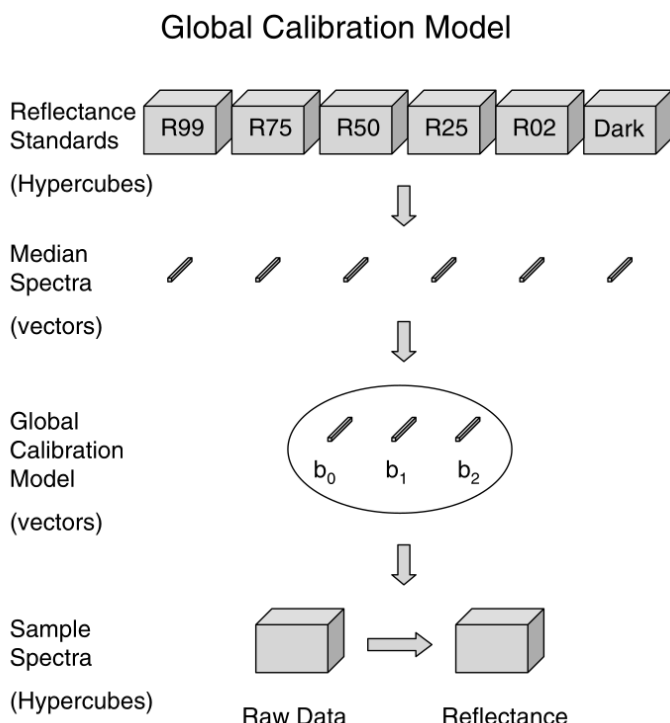 Global Calibration Model
Reflectance
Standards
(Hypercubes)
R99 R75 R50 R25 R02 Dark
Median
Spectra
(vectors)
Global
Calibration
Model
(vectors)
b0 b1 b2
Sample
Spectra
(Hypercubes)
Raw Data Reflectance